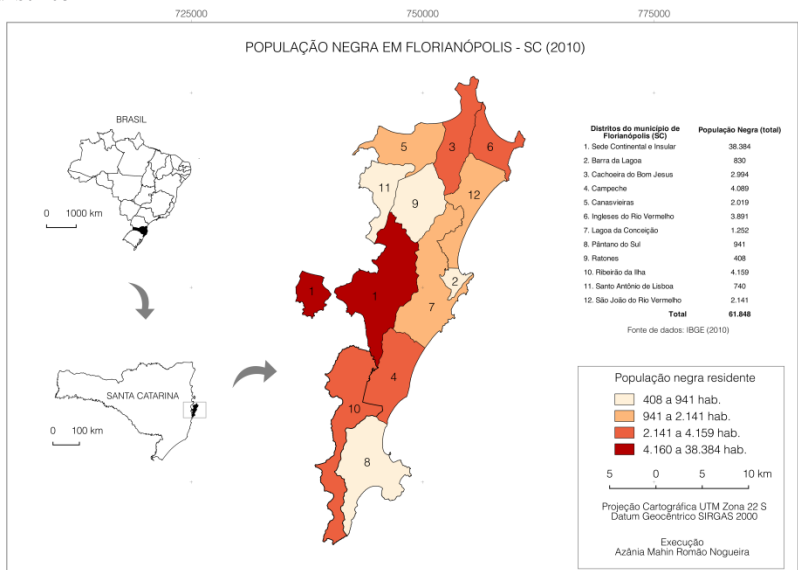 725000 750000 775000
POPULAÇÃO NEGRA EM FLORIANÓPOLIS - SC (2010)
BRASIL
0 1000 km
SANTA CATARINA
0 100 km
5
3
6
11
9
12
2
1
1
7
4
10
8
Distritos do município de Florianópolis (SC) População Negra (total)
1. Sede Continental e Insular 38.384
2. Barra da Lagoa 830
3. Cachoeira do Bom Jesus 2.994
4. Campeche 4.089
5. Canasvieiras 2.019
6. Ingleses do Rio Vermelho 3.891
7. Lagoa da Conceição 1.252
8. Pântano do Sul 941
9. Ratones 408
10. Ribeirão da Ilha 4.159
11. Santo Antônio de Lisboa 740
12. São João do Rio Vermelho 2.141
Total 61.848
Fonte de dados: IBGE (2010)
População negra residente
408 a 941 hab.
941 a 2.141 hab.
2.141 a 4.159 hab.
4.160 a 38.384 hab.
5 0 5 10 km
Projeção Cartográfica UTM Zona 22 S
Datum Geocêntrico SIRGAS 2000
Execução
Azânia Mahin Romão Nogueira